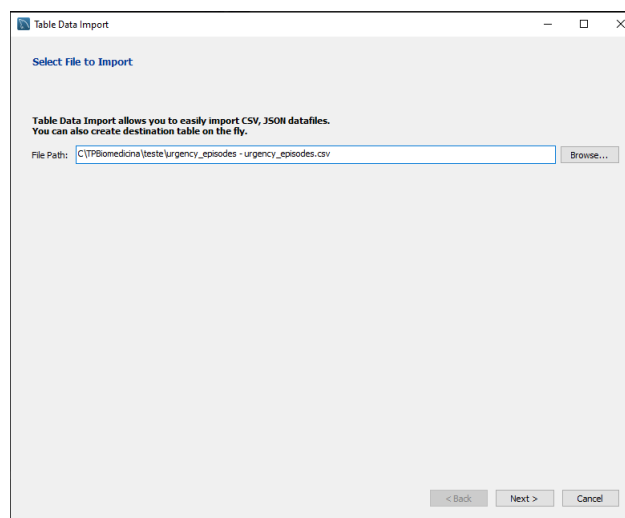 Table Data Import
Select File to Import
Table Data Import allows you to easily import CSV, JSON datafiles.
You can also create destination table on the fly.
File Path: C\TPBiomedicina\teste\urgency_episodes - urgency_episodes.csv Browse...
< Back Next > Cancel